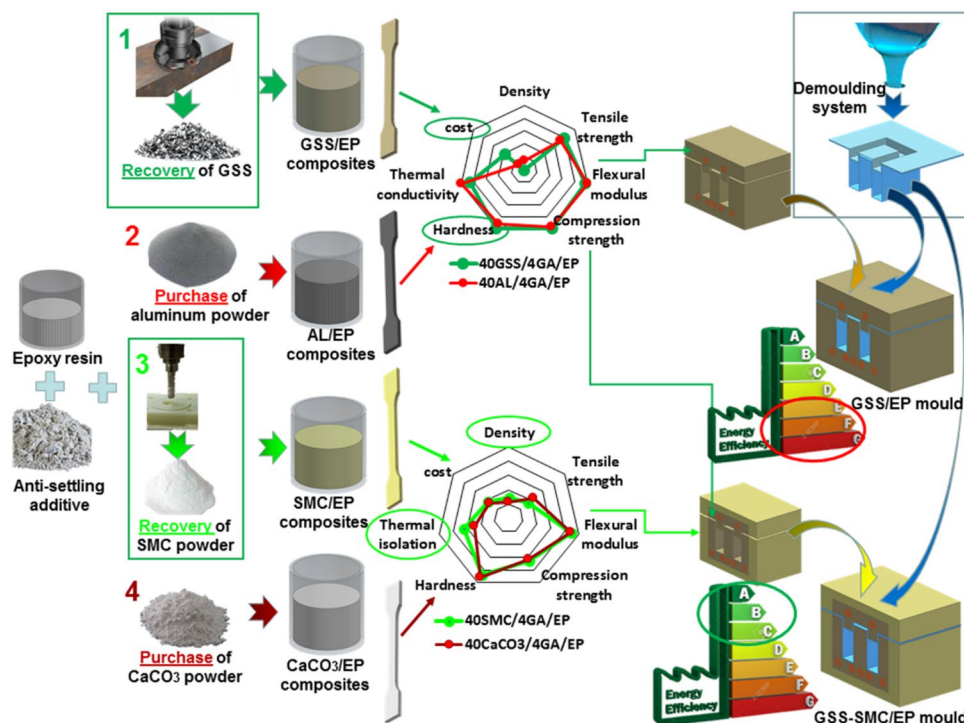 1
Recovery of GSS
GSS/EP
composites
2
Purchase of
aluminum powder
AL/EP
composites
Epoxy resin
Anti-settling
additive
3
Recovery of
SMC powder
SMC/EP
composites
4
Purchase of
CaCO3 powder
CaCO3/EP
composites
Density
cost
Tensile
strength
Thermal
conductivity
Flexural
modulus
Hardness
Compression
strength
40GSS/4GA/EP
40AL/4GA/EP
Density
cost
Tensile
strength
Thermal
isolation
Flexural
modulus
Hardness
Compression
strength
40SMC/4GA/EP
40CaCO3/4GA/EP
Demoulding
system
A
B
C
D
E
F
G
Energy
Efficiency
GSS/EP mould
A
B
C
D
E
F
G
Energy
Efficiency
GSS-SMC/EP mould